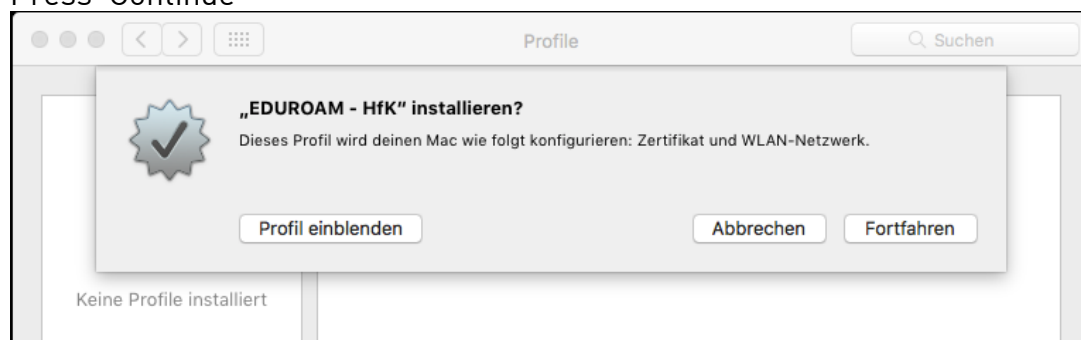 Press Continue
Profile
Suchen
„EDUROAM - HfK" installieren?
Dieses Profil wird deinen Mac wie folgt konfigurieren: Zertifikat und WLAN-Netzwerk.
Profil einblenden
Abbrechen
Fortfahren
Keine Profile installiert